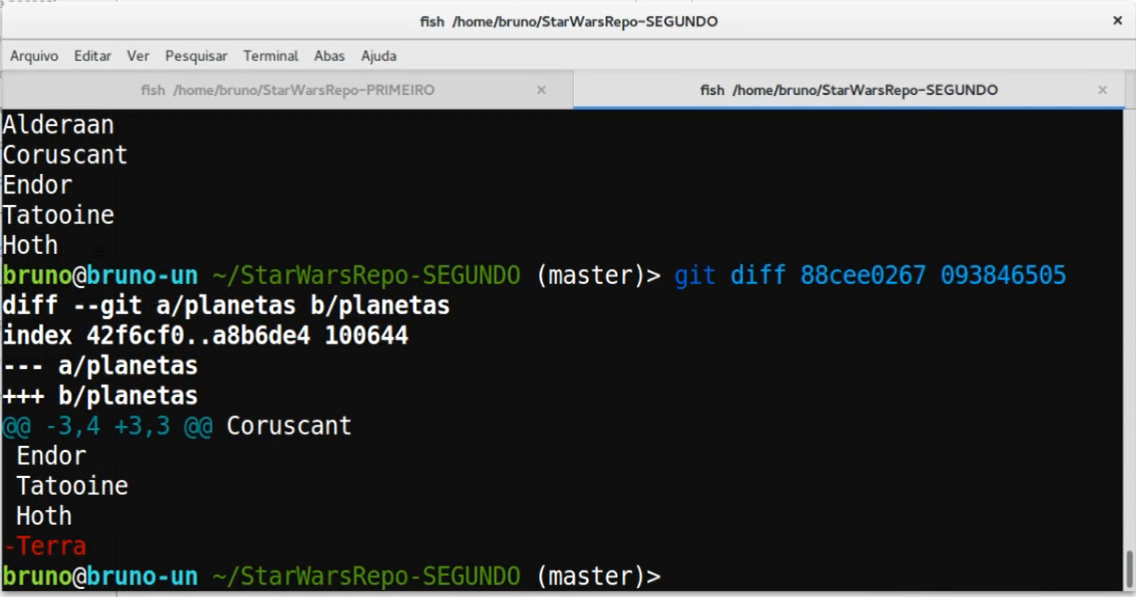 fish /home/bruno/StarWarsRepo-SEGUNDO
Arquivo Editar Ver Pesquisar Terminal Abas Ajuda
fish /home/bruno/StarWarsRepo-PRIMEIRO
fish /home/bruno/StarWarsRepo-SEGUNDO
Alderaan
Coruscant
Endor
Tatooine
Hoth
bruno@bruno-un ~/StarWarsRepo-SEGUNDO (master)> git diff 88cee0267 093846505
diff --git a/planetas b/planetas
index 42f6cf0..a8b6de4 100644
--- a/planetas
+++ b/planetas
@@ -3,4 +3,3 @@ Coruscant
 Endor
 Tatooine
 Hoth
-Terra
bruno@bruno-un ~/StarWarsRepo-SEGUNDO (master)>